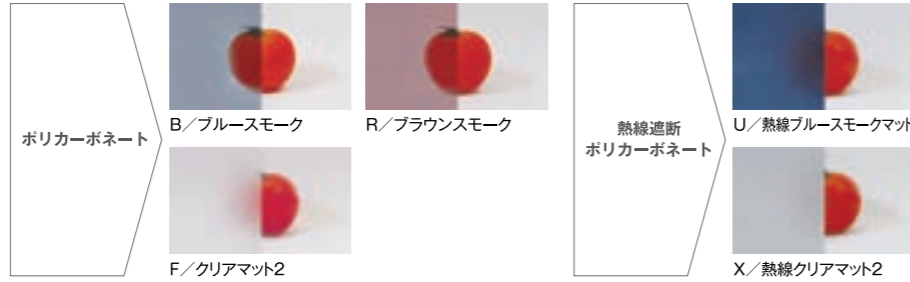 ポリカーボネート
B／ブルースモーク
R／ブラウンスモーク
F／クリアマット2
熱線遮断
ポリカーボネート
U／熱線ブルースモークマット
X／熱線クリアマット2